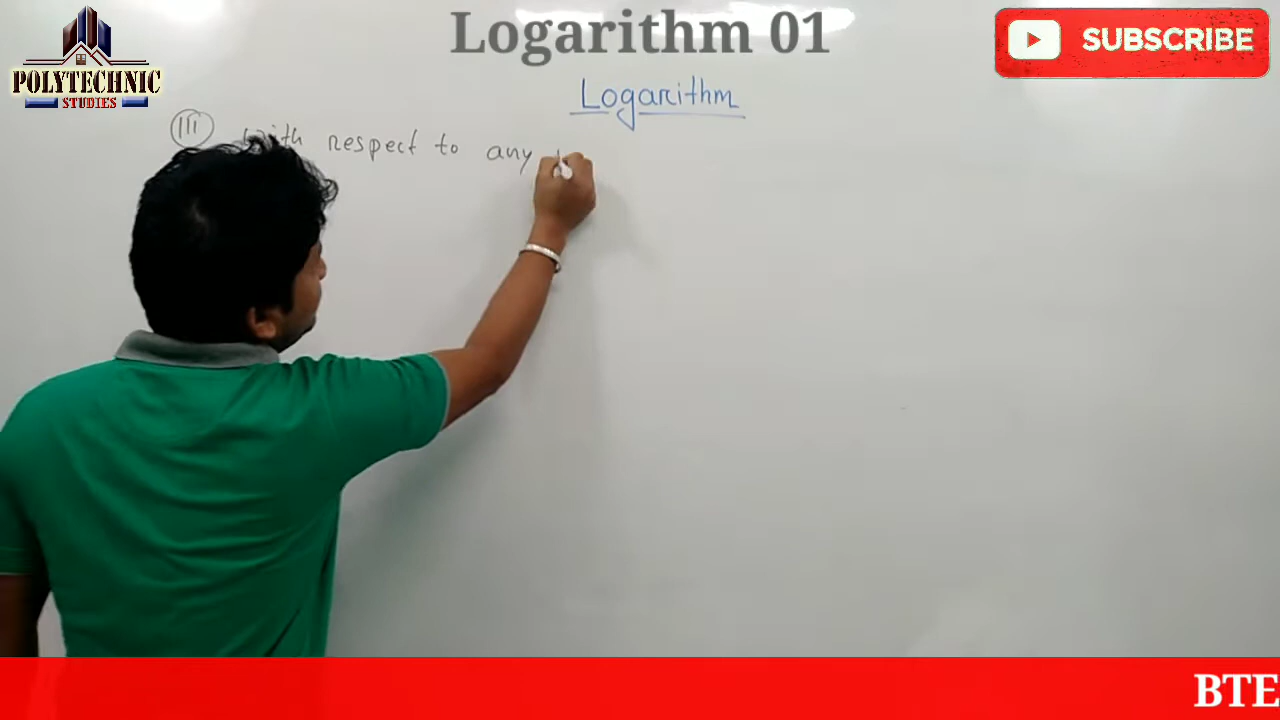 Logarithm 01
SUBSCRIBE
POLYTECHNIC
STUDIES
Logarithm
(III) with respect to any
BTE